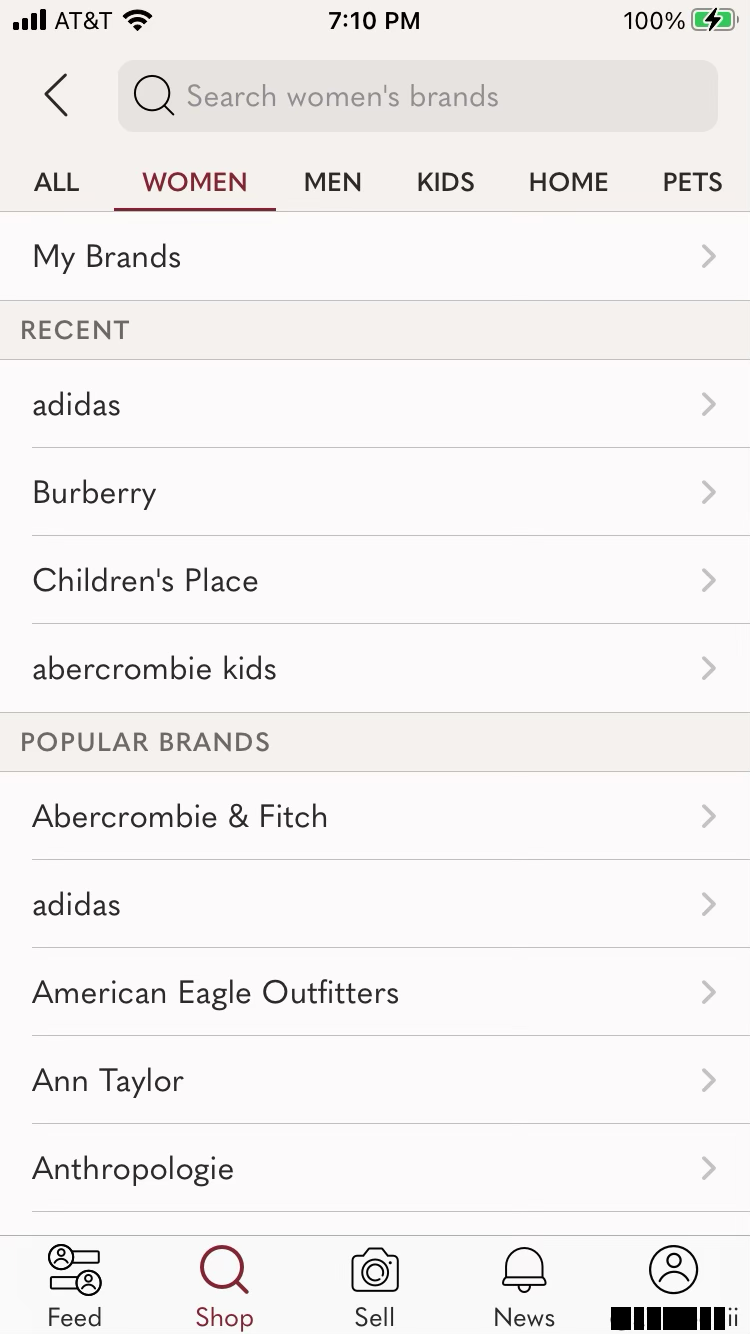 AT&T 7:10 PM 100%
Search women's brands
ALL WOMEN MEN KIDS HOME PETS
My Brands
RECENT
adidas
Burberry
Children's Place
abercrombie kids
POPULAR BRANDS
Abercrombie & Fitch
adidas
American Eagle Outfitters
Ann Taylor
Anthropologie
Feed Shop Sell News